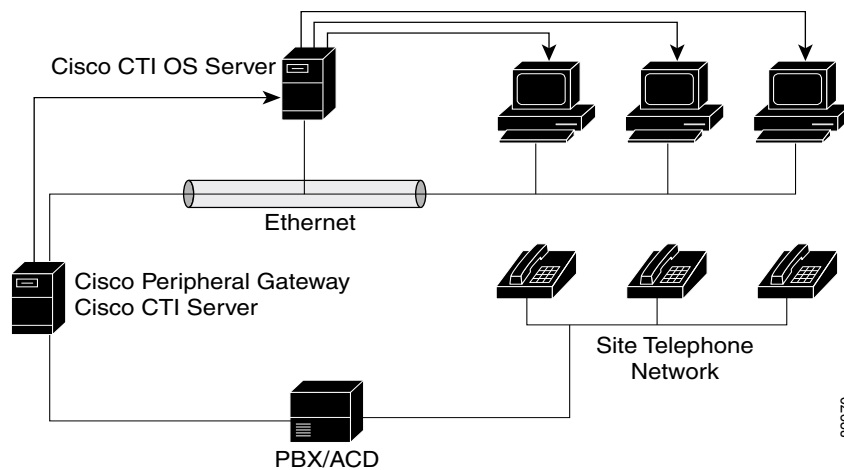 Cisco CTI OS Server
Ethernet
Cisco Peripheral Gateway
Cisco CTI Server
Site Telephone
Network
PBX/ACD